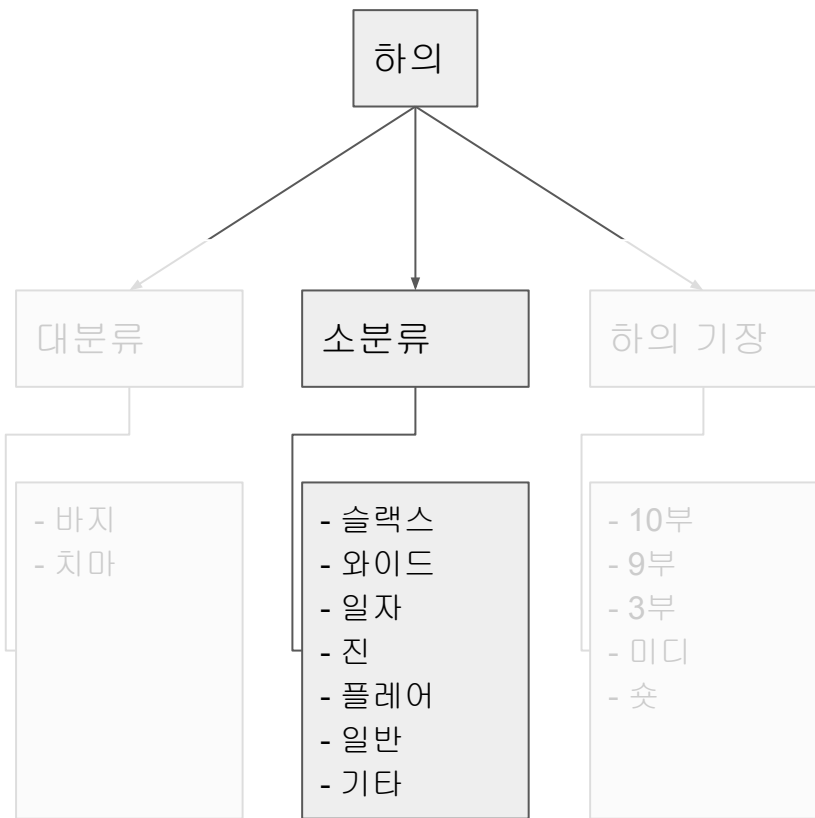 하의
대분류
소분류
하의 기장
- 바지
- 치마
- 슬랙스
- 와이드
- 일자
- 진
- 플레어
- 일반
- 기타
- 10부
- 9부
- 3부
- 미디
- 숏